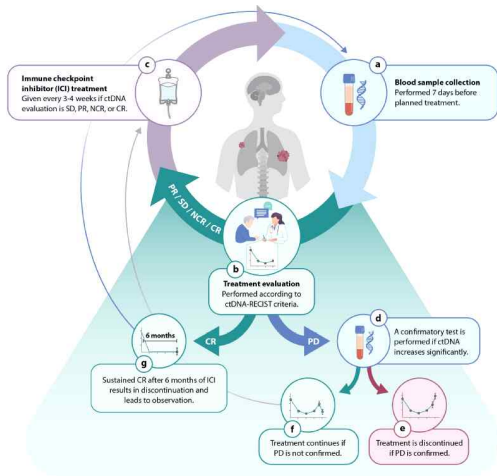 c
Immune checkpoint
inhibitor (ICI) treatment
Given every 3-4 weeks if ctDNA
evaluation is SD, PR, NCR, or CR.
a
Blood sample collection
Performed 7 days before
planned treatment.
PR / SD / NCR / CR
b
Treatment evaluation
Performed according to
ctDNA-RECIST criteria.
CR
PD
6 months
g
Sustained CR after 6 months of ICI
results in discontinuation and
leads to observation.
d
A confirmatory test is
performed if ctDNA
increases significantly.
f
Treatment continues if
PD is not confirmed.
e
Treatment is discontinued
if PD is confirmed.